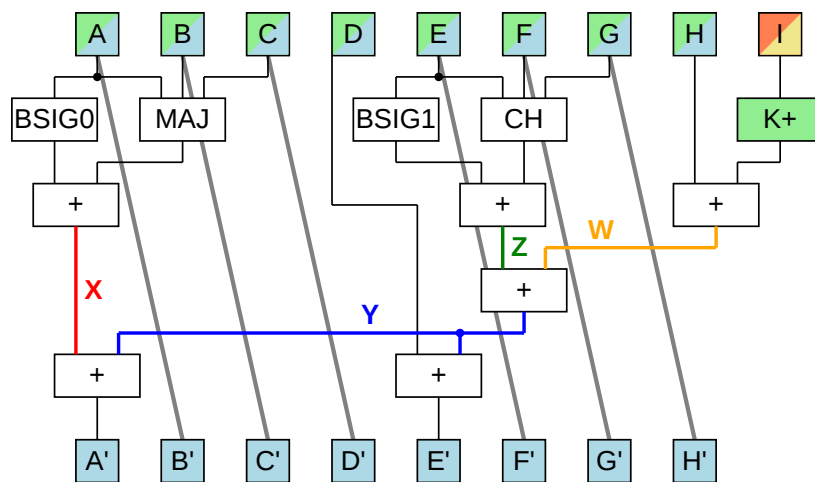 A B C D E F G H I
BSIG0 MAJ BSIG1 CH K+
+ + +
Z W
X +
Y
+ +
A' B' C' D' E' F' G' H'